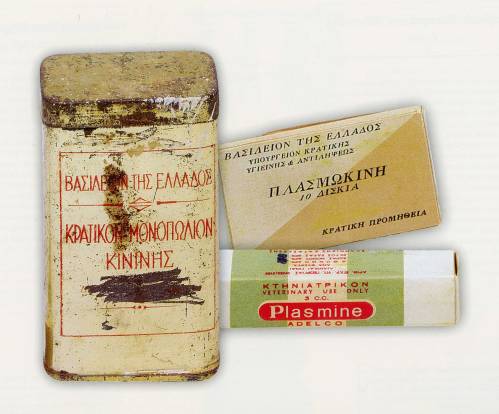 ΒΑΣΙΛΕΙΟΝ ΤΗΣ ΕΛΛΑΔΟΣ
ΚΡΑΤΙΚΟΝ ΜΟΝΟΠΩΛΙΟΝ
ΚΙΝΙΝΗΣ
ΒΑΣΙΛΕΙΟΝ ΤΗΣ ΕΛΛΑΔΟΣ
ΥΠΟΥΡΓΕΙΟΝ ΚΡΑΤΙΚΗΣ
ΥΓΙΕΙΝΗΣ & ΑΝΤΙΛΗΨΕΩΣ
ΠΛΑΣΜΩΚΙΝΗ
10 ΔΙΣΚΙΑ
ΚΡΑΤΙΚΗ ΠΡΟΜΗΘΕΙΑ
ΚΤΗΝΙΑΤΡΙΚΟΝ
VETERINARY USE ONLY
5 C.C.
Plasmine
ADELCO